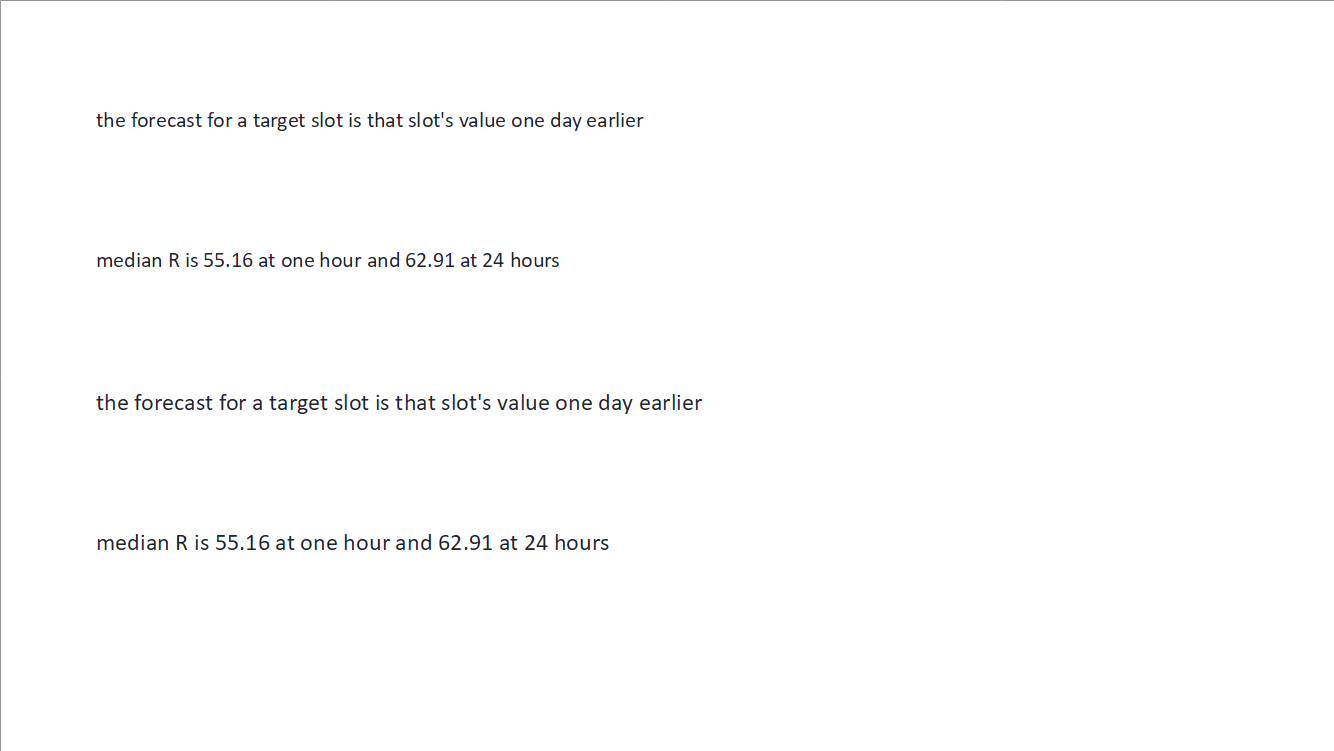 the forecast for a target slot is that slot's value one day earlier
median R is 55.16 at one hour and 62.91 at 24 hours
the forecast for a target slot is that slot's value one day earlier
median R is 55.16 at one hour and 62.91 at 24 hours